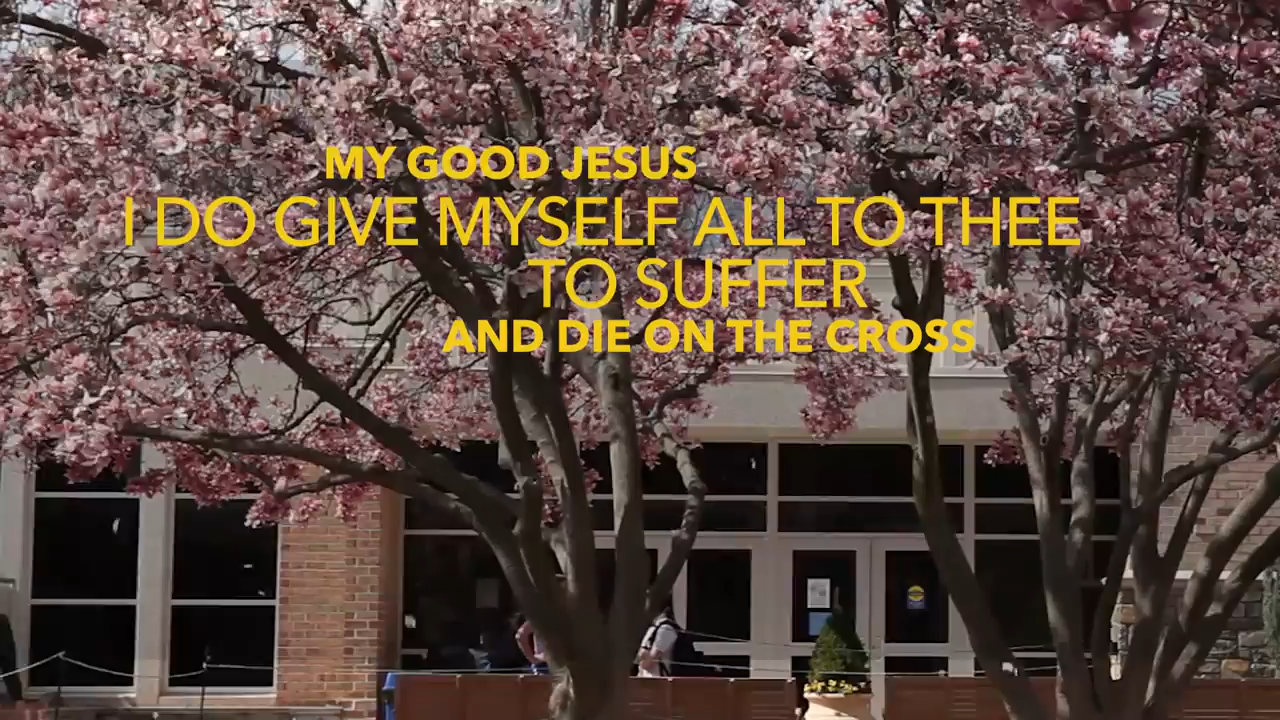 MY GOOD JESUS
I DO GIVE MYSELF ALL TO THEE
TO SUFFER
AND DIE ON THE CROSS